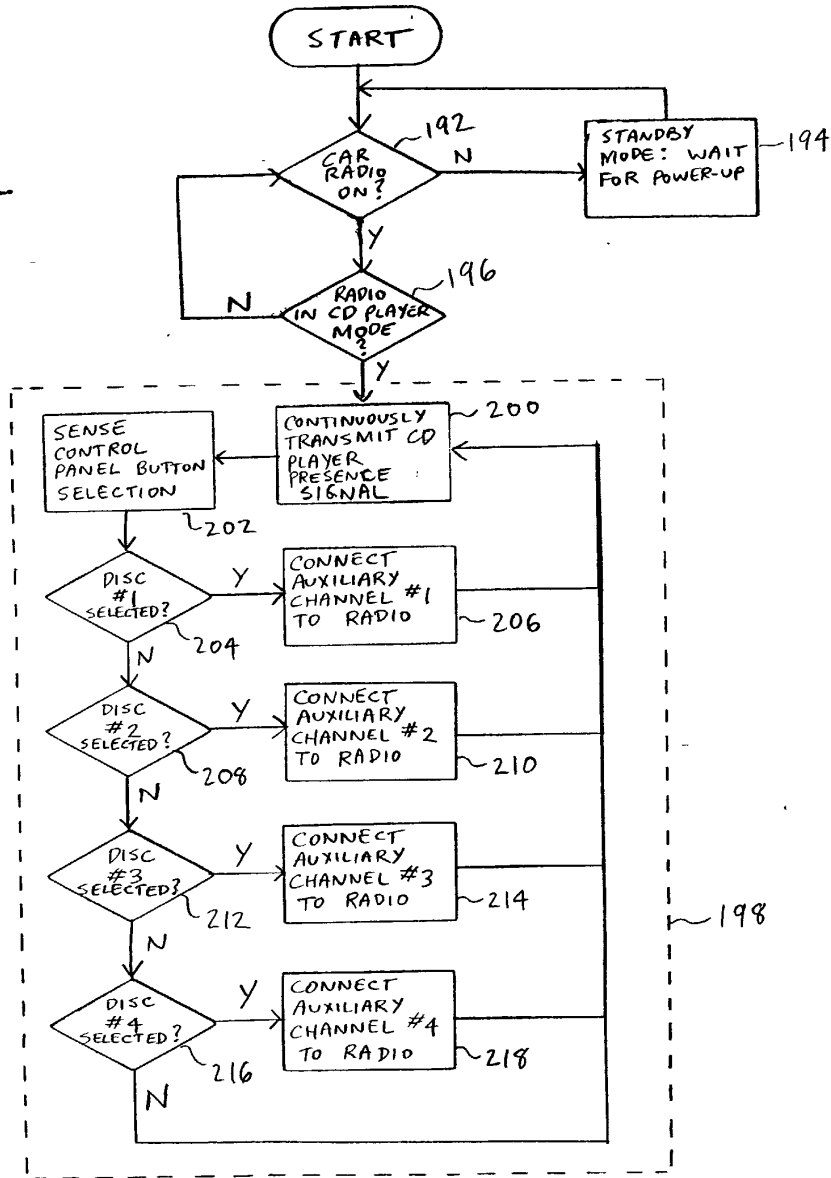 START
192
CAR
RADIO
ON?
N
STANDBY
MODE: WAIT
FOR POWER-UP
194
Y
196
RADIO
IN CD PLAYER
MODE
?
N
Y
200
CONTINUOUSLY
TRANSMIT CD
PLAYER
PRESENCE
SIGNAL
SENSE
CONTROL
PANEL BUTTON
SELECTION
202
DISC
#1
SELECTED?
Y
204
N
CONNECT
AUXILIARY
CHANNEL #1
TO RADIO
206
DISC
#2
SELECTED?
Y
208
N
CONNECT
AUXILIARY
CHANNEL #2
TO RADIO
210
DISC
#3
SELECTED?
Y
212
N
CONNECT
AUXILIARY
CHANNEL #3
TO RADIO
214
198
DISC
#4
SELECTED?
Y
216
N
CONNECT
AUXILIARY
CHANNEL #4
TO RADIO
218